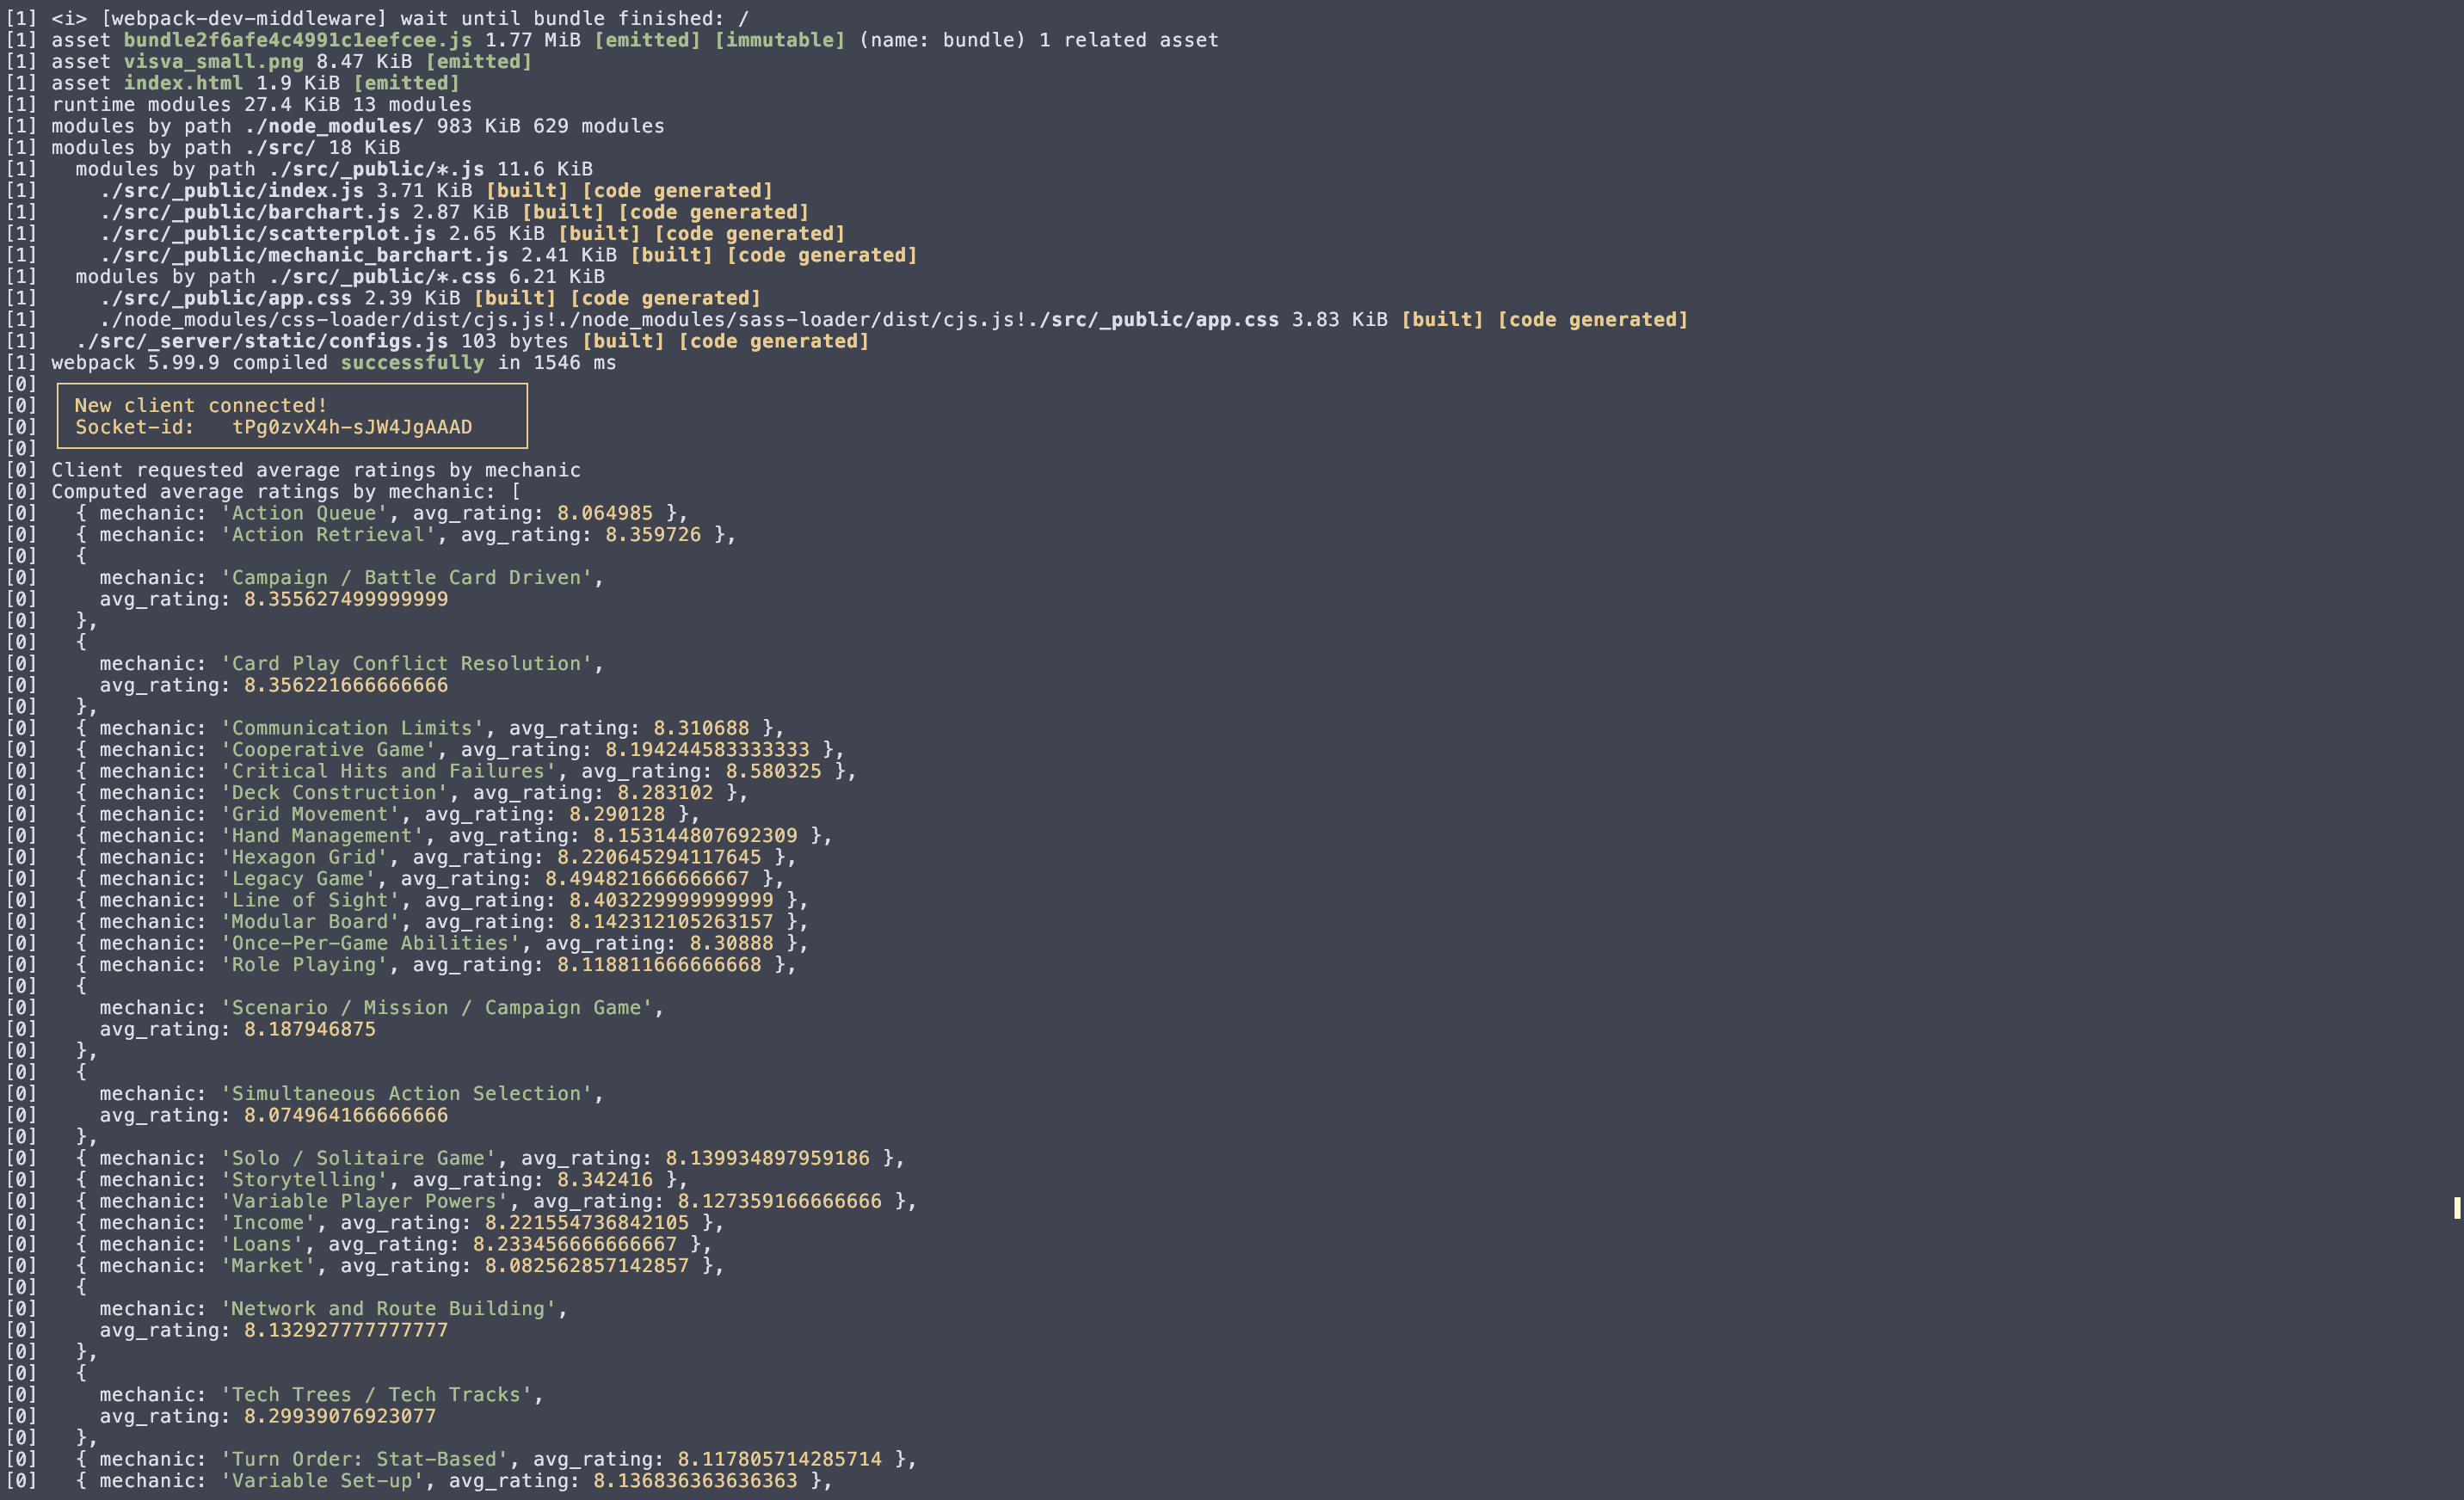 [1] <i> [webpack-dev-middleware] wait until bundle finished: /
[1] asset bundle2f6afe4c4991c1eefcee.js 1.77 MiB [emitted] [immutable] (name: bundle) 1 related asset
[1] asset visva_small.png 8.47 KiB [emitted]
[1] asset index.html 1.9 KiB [emitted]
[1] runtime modules 27.4 KiB 13 modules
[1] modules by path ./node_modules/ 983 KiB 629 modules
[1] modules by path ./src/ 18 KiB
[1]   modules by path ./src/_public/*.js 11.6 KiB
[1]     ./src/_public/index.js 3.71 KiB [built] [code generated]
[1]     ./src/_public/barchart.js 2.87 KiB [built] [code generated]
[1]     ./src/_public/scatterplot.js 2.65 KiB [built] [code generated]
[1]     ./src/_public/mechanic_barchart.js 2.41 KiB [built] [code generated]
[1]   modules by path ./src/_public/*.css 6.21 KiB
[1]     ./src/_public/app.css 2.39 KiB [built] [code generated]
[1]     ./node_modules/css-loader/dist/cjs.js!./node_modules/sass-loader/dist/cjs.js!./src/_public/app.css 3.83 KiB [built] [code generated]
[1]   ./src/_server/static/configs.js 103 bytes [built] [code generated]
[1] webpack 5.99.9 compiled successfully in 1546 ms
[0]
[0]   New client connected!
[0]   Socket-id:   tPg0zvX4h-sJW4JgAAAD
[0]
[0] Client requested average ratings by mechanic
[0] Computed average ratings by mechanic: [
[0]   { mechanic: 'Action Queue', avg_rating: 8.064985 },
[0]   { mechanic: 'Action Retrieval', avg_rating: 8.359726 },
[0]   {
[0]     mechanic: 'Campaign / Battle Card Driven',
[0]     avg_rating: 8.355627499999999
[0]   },
[0]   {
[0]     mechanic: 'Card Play Conflict Resolution',
[0]     avg_rating: 8.356221666666666
[0]   },
[0]   { mechanic: 'Communication Limits', avg_rating: 8.310688 },
[0]   { mechanic: 'Cooperative Game', avg_rating: 8.194244583333333 },
[0]   { mechanic: 'Critical Hits and Failures', avg_rating: 8.580325 },
[0]   { mechanic: 'Deck Construction', avg_rating: 8.283102 },
[0]   { mechanic: 'Grid Movement', avg_rating: 8.290128 },
[0]   { mechanic: 'Hand Management', avg_rating: 8.153144807692309 },
[0]   { mechanic: 'Hexagon Grid', avg_rating: 8.220645294117645 },
[0]   { mechanic: 'Legacy Game', avg_rating: 8.494821666666667 },
[0]   { mechanic: 'Line of Sight', avg_rating: 8.403229999999999 },
[0]   { mechanic: 'Modular Board', avg_rating: 8.142312105263157 },
[0]   { mechanic: 'Once-Per-Game Abilities', avg_rating: 8.30888 },
[0]   { mechanic: 'Role Playing', avg_rating: 8.118811666666668 },
[0]   {
[0]     mechanic: 'Scenario / Mission / Campaign Game',
[0]     avg_rating: 8.187946875
[0]   },
[0]   {
[0]     mechanic: 'Simultaneous Action Selection',
[0]     avg_rating: 8.074964166666666
[0]   },
[0]   { mechanic: 'Solo / Solitaire Game', avg_rating: 8.139934897959186 },
[0]   { mechanic: 'Storytelling', avg_rating: 8.342416 },
[0]   { mechanic: 'Variable Player Powers', avg_rating: 8.127359166666666 },
[0]   { mechanic: 'Income', avg_rating: 8.221554736842105 },
[0]   { mechanic: 'Loans', avg_rating: 8.233456666666667 },
[0]   { mechanic: 'Market', avg_rating: 8.082562857142857 },
[0]   {
[0]     mechanic: 'Network and Route Building',
[0]     avg_rating: 8.132927777777777
[0]   },
[0]   {
[0]     mechanic: 'Tech Trees / Tech Tracks',
[0]     avg_rating: 8.29939076923077
[0]   },
[0]   { mechanic: 'Turn Order: Stat-Based', avg_rating: 8.117805714285714 },
[0]   { mechanic: 'Variable Set-up', avg_rating: 8.136836363636363 },